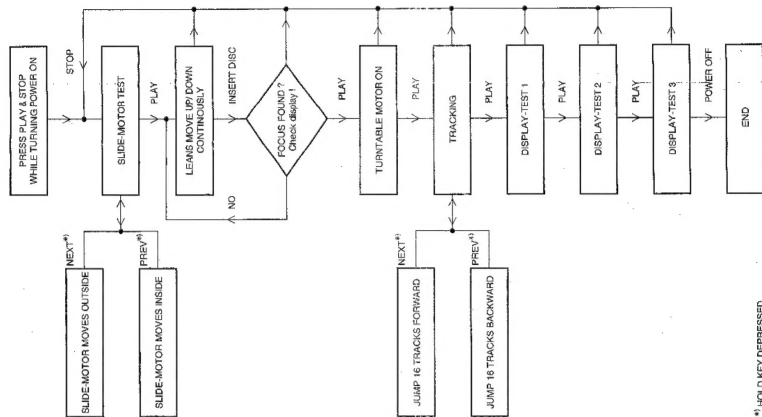 PRESS PLAY & STOP
WHILE TURNING POWER ON
STOP
SLIDE-MOTOR TEST
NEXT*)
SLIDE-MOTOR MOVES OUTSIDE
PREV*)
SLIDE-MOTOR MOVES INSIDE
PLAY
LEANS MOVE UP/ DOWN
CONTINOUSLY
INSERT DISC
FOCUS FOUND ?
Check display !
NO
PLAY
TURNTABLE MOTOR ON
PLAY
TRACKING
NEXT*)
JUMP 16 TRACKS FORWARD
PREV*)
JUMP 16 TRACKS BACKWARD
PLAY
DISPLAY-TEST 1
PLAY
DISPLAY-TEST 2
PLAY
DISPLAY-TEST 3
POWER OFF
END
*) HOLD KEY DEPRESSED